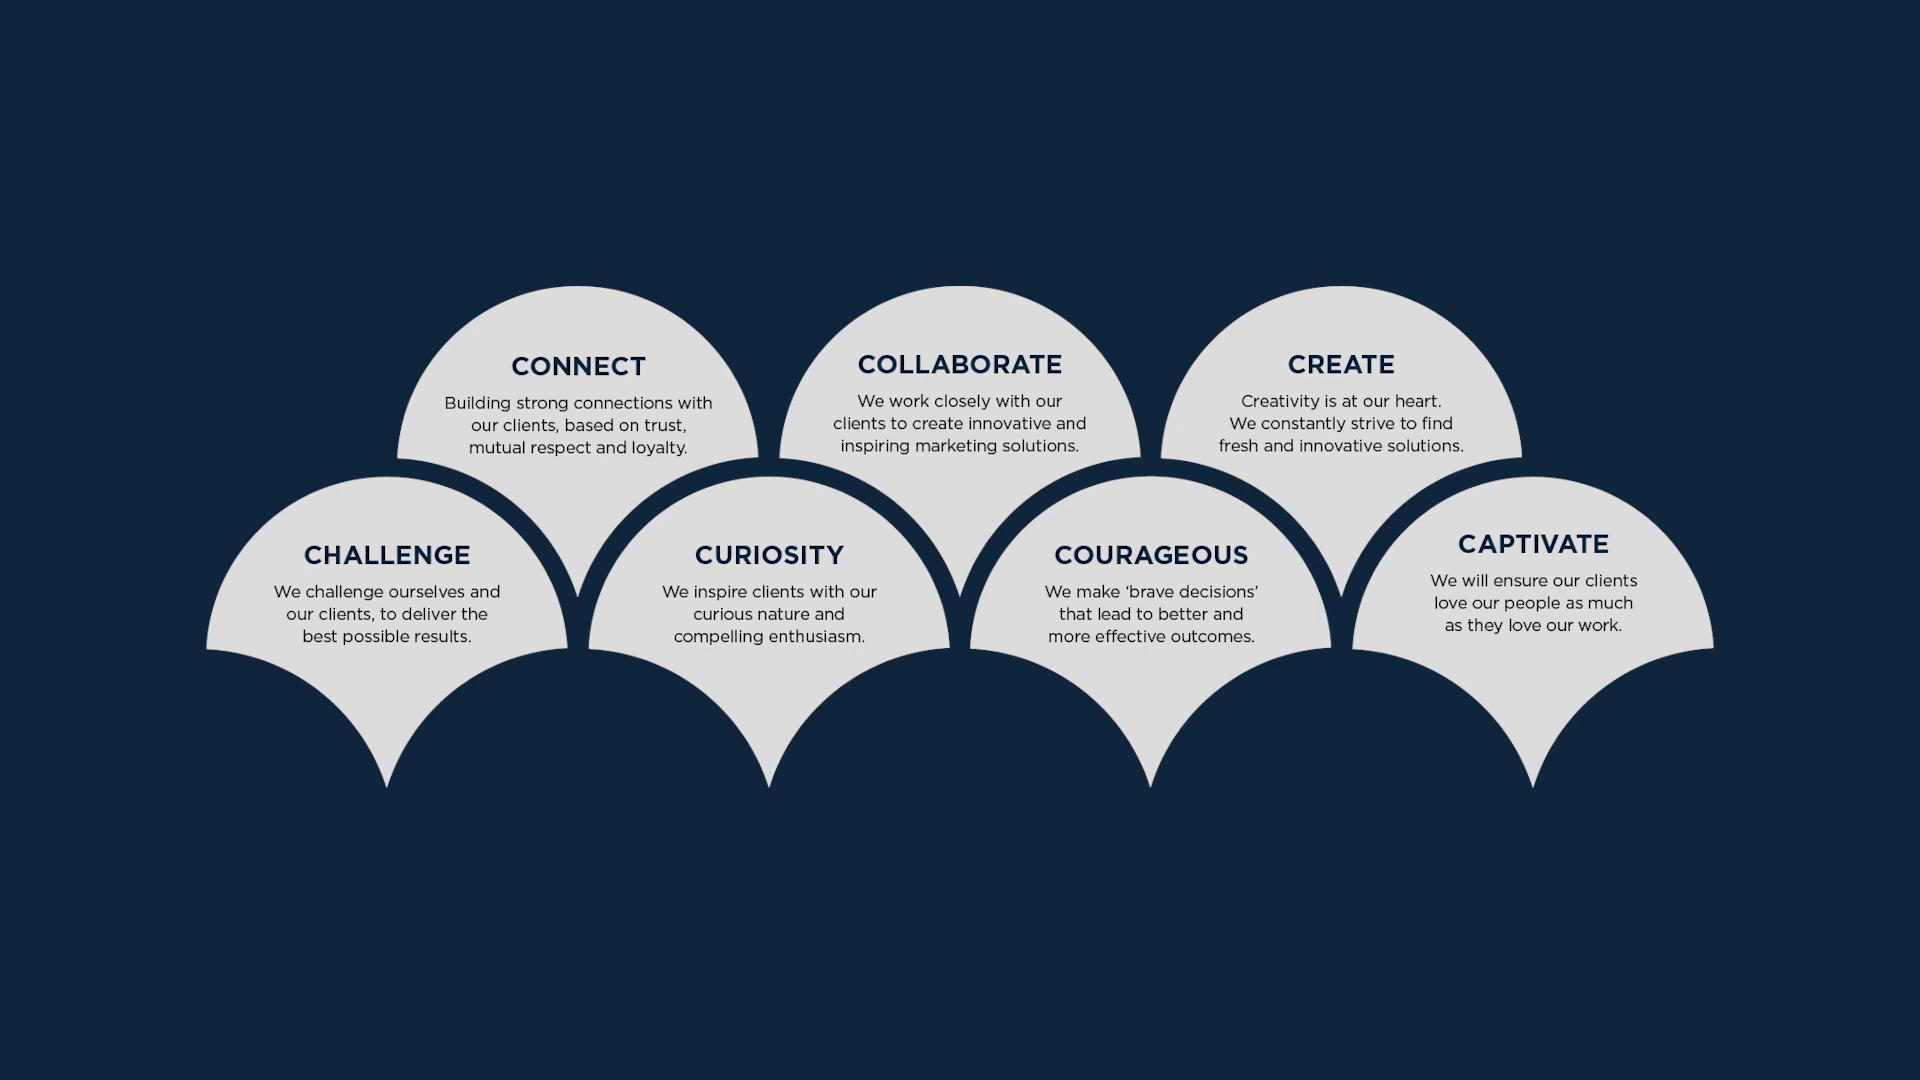 CONNECT
Building strong connections with
our clients, based on trust,
mutual respect and loyalty.
COLLABORATE
We work closely with our
clients to create innovative and
inspiring marketing solutions.
CREATE
Creativity is at our heart.
We constantly strive to find
fresh and innovative solutions.
CHALLENGE
We challenge ourselves and
our clients, to deliver the
best possible results.
CURIOSITY
We inspire clients with our
curious nature and
compelling enthusiasm.
COURAGEOUS
We make ‘brave decisions’
that lead to better and
more effective outcomes.
CAPTIVATE
We will ensure our clients
love our people as much
as they love our work.